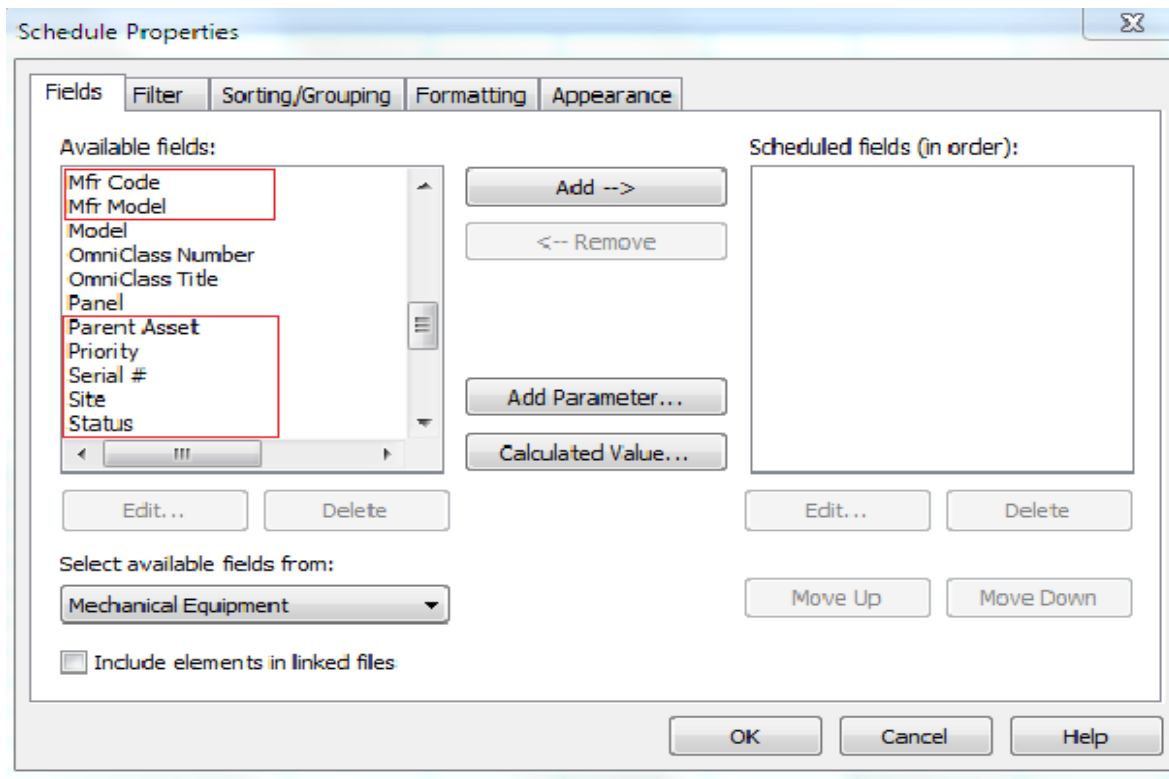 Schedule Properties
Fields Filter Sorting/Grouping Formatting Appearance
Available fields:
Mfr Code
Mfr Model
Model
OmniClass Number
OmniClass Title
Panel
Parent Asset
Priority
Serial #
Site
Status
Edit... Delete
Select available fields from:
Mechanical Equipment
Include elements in linked files
Add -->
<-- Remove
Add Parameter...
Calculated Value...
Scheduled fields (in order):
Edit... Delete
Move Up Move Down
OK Cancel Help